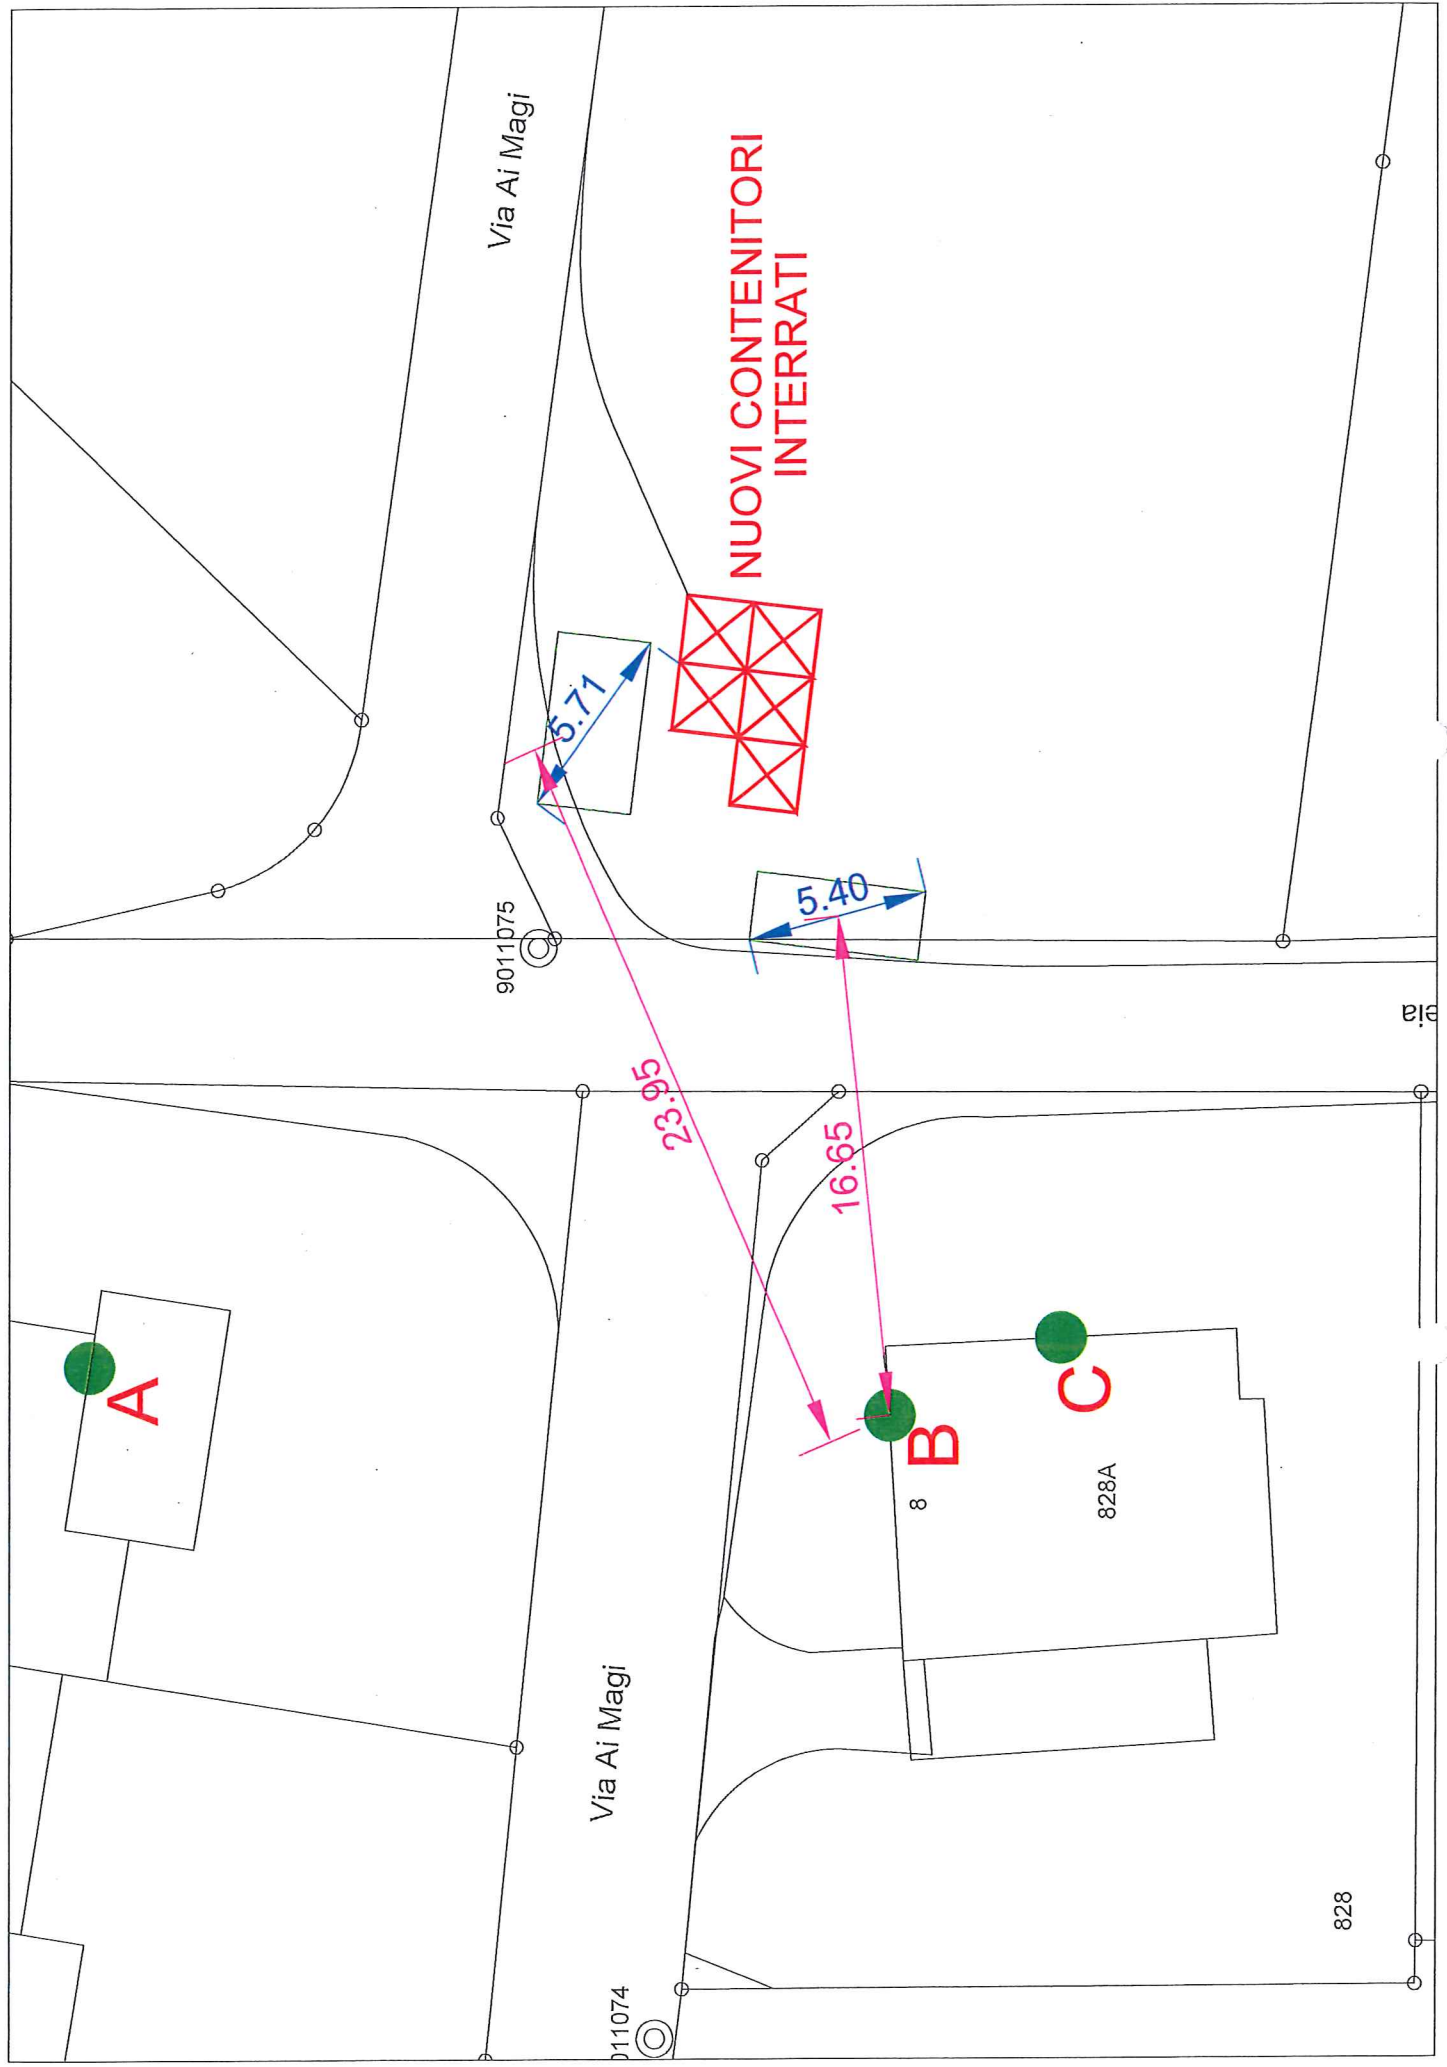 Via Ai Magi
NUOVI CONTENITORI
INTERRATI
5.71
5.40
9011075
eia
23.95
16.65
A
B
C
8
828A
Via Ai Magi
828
011074